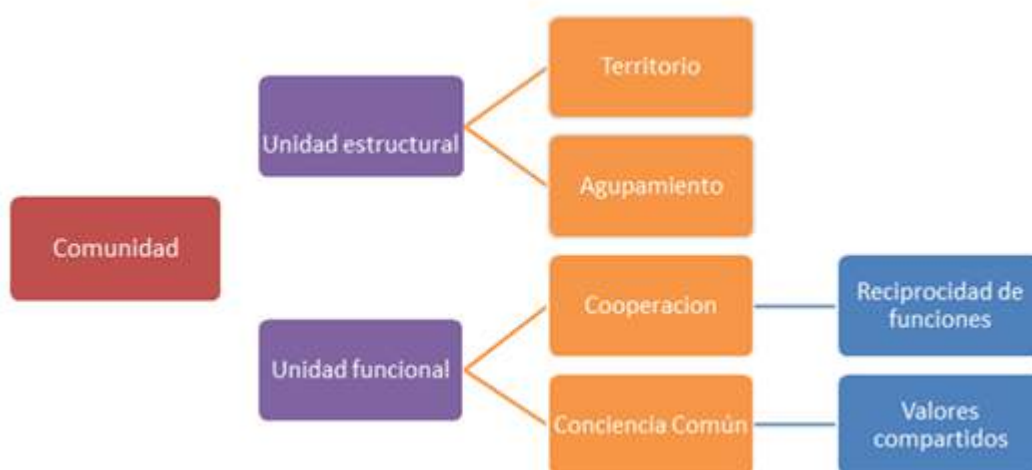 Comunidad
Unidad estructural
Territorio
Agupamiento
Unidad funcional
Cooperacion
Reciprocidad de
funciones
Conciencia Común
Valores
compartidos